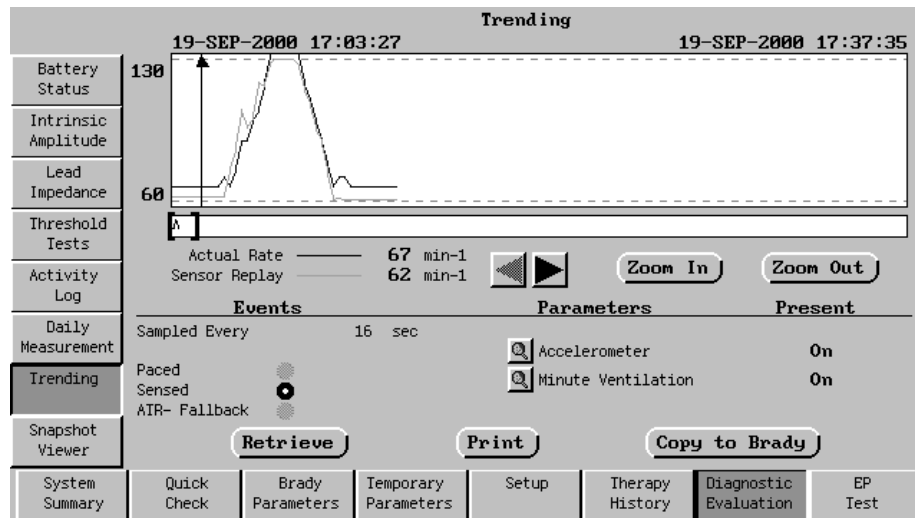 Trending
19-SEP-2000 17:03:27
19-SEP-2000 17:37:35
Battery
Status
Intrinsic
Amplitude
Lead
Impedance
Threshold
Tests
Activity
Log
Daily
Measurement
Trending
Snapshot
Viewer
130
60
Actual Rate 67 min-1
Sensor Replay 62 min-1
Zoom In
Zoom Out
Events
Sampled Every 16 sec
Paced
Sensed
AIR- Fallback
Parameters Present
Accelerometer On
Minute Ventilation On
Retrieve
Print
Copy to Brady
System
Summary
Quick
Check
Brady
Parameters
Temporary
Parameters
Setup
Therapy
History
Diagnostic
Evaluation
EP
Test